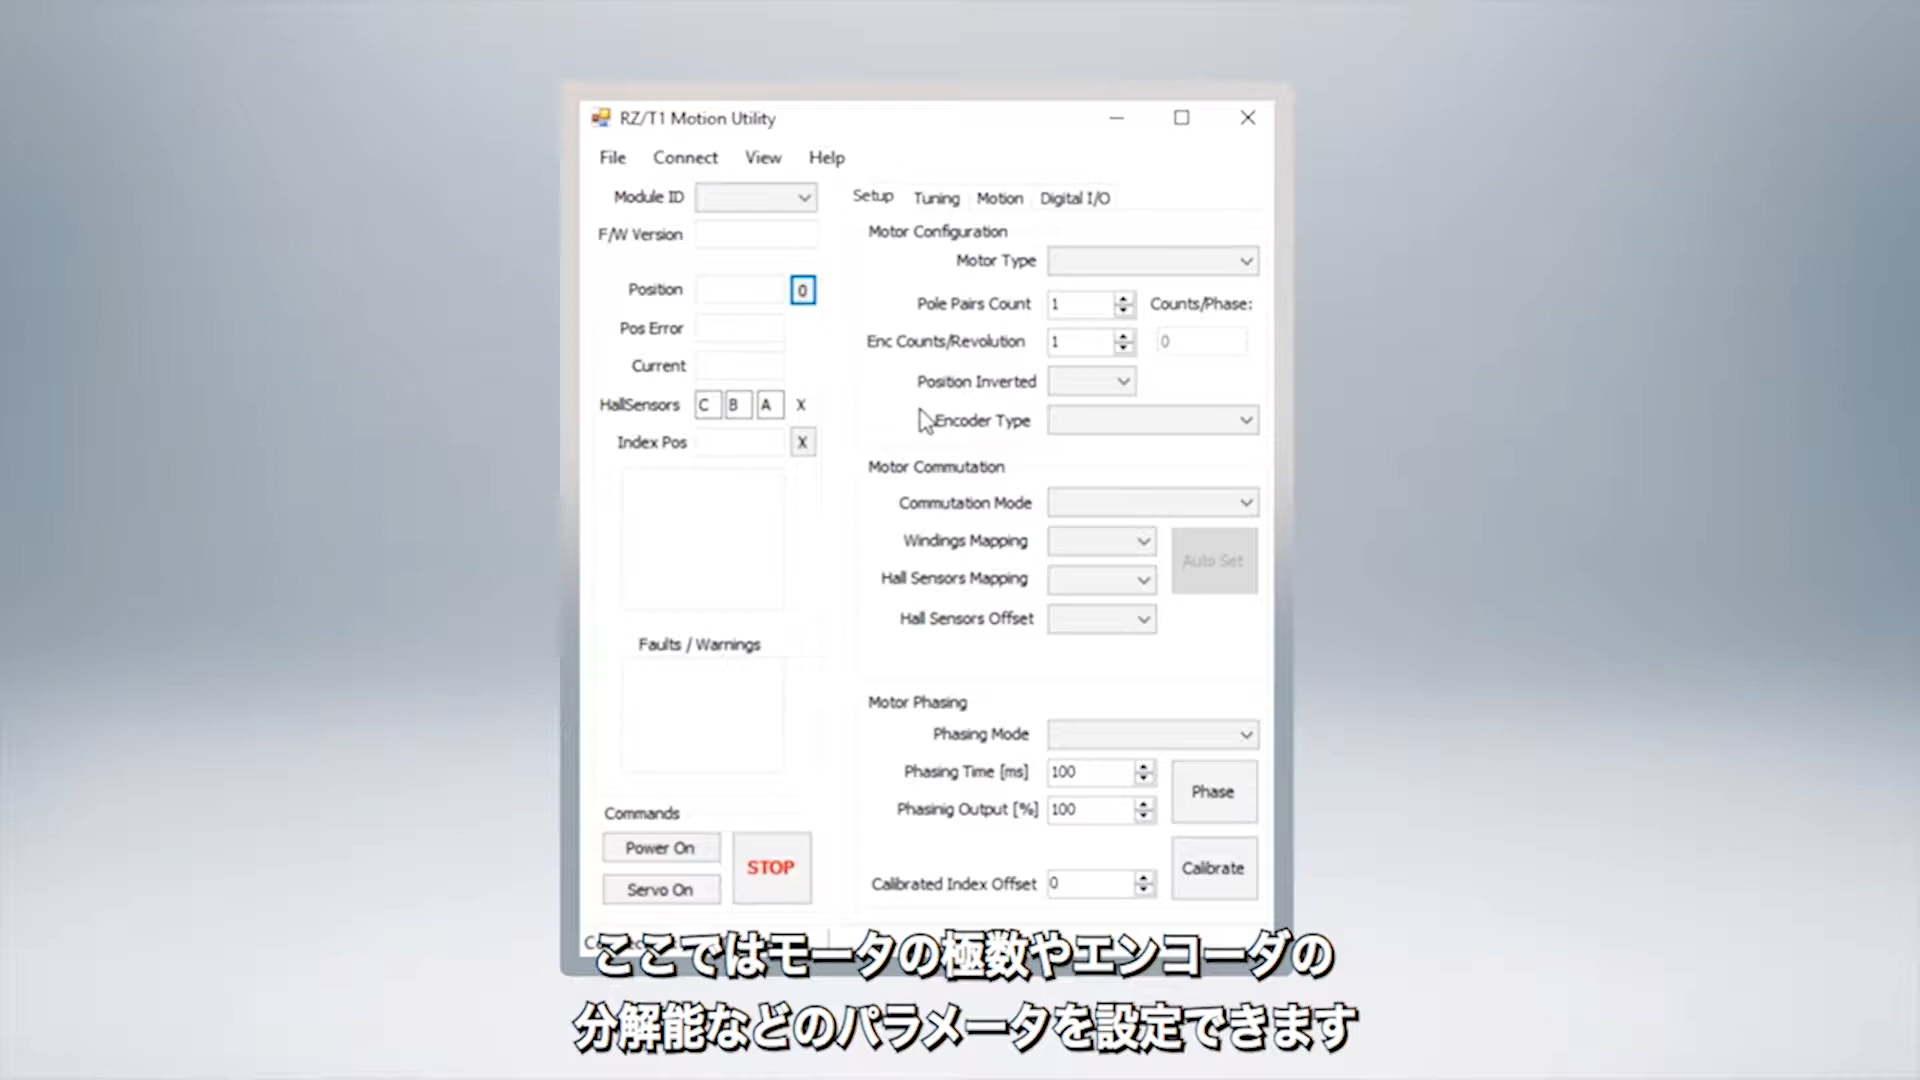 RZ/T1 Motion Utility
File Connect View Help
Module ID
F/W Version
Position 0
Pos Error
Current
HallSensors C B A X
Index Pos X
Faults / Warnings
Commands
Power On
Servo On
STOP
Setup Tuning Motion Digital I/O
Motor Configuration
Motor Type
Pole Pairs Count 1 Counts/Phase:
Enc Counts/Revolution 1 0
Position Inverted
Encoder Type
Motor Commutation
Commutation Mode
Windings Mapping
Auto Set
Hall Sensors Mapping
Hall Sensors Offset
Motor Phasing
Phasing Mode
Phasing Time [ms] 100
Phase
Phasinig Output [%] 100
Calibrate
Calibrated Index Offset 0
ここではモータの極数やエンコーダの
分解能などのパラメータを設定できます